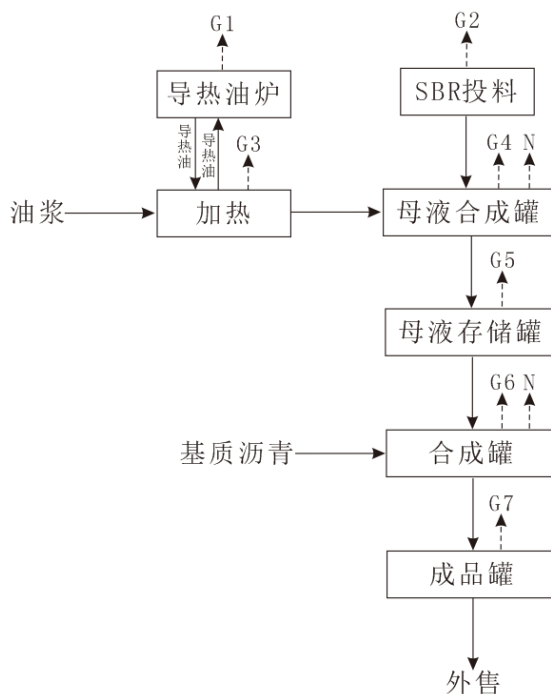 G1
G2
导热油炉
SBR投料
导热油
导热油
G3
G4 N
油浆
加热
母液合成罐
G5
母液存储罐
G6 N
基质沥青
合成罐
G7
成品罐
外售